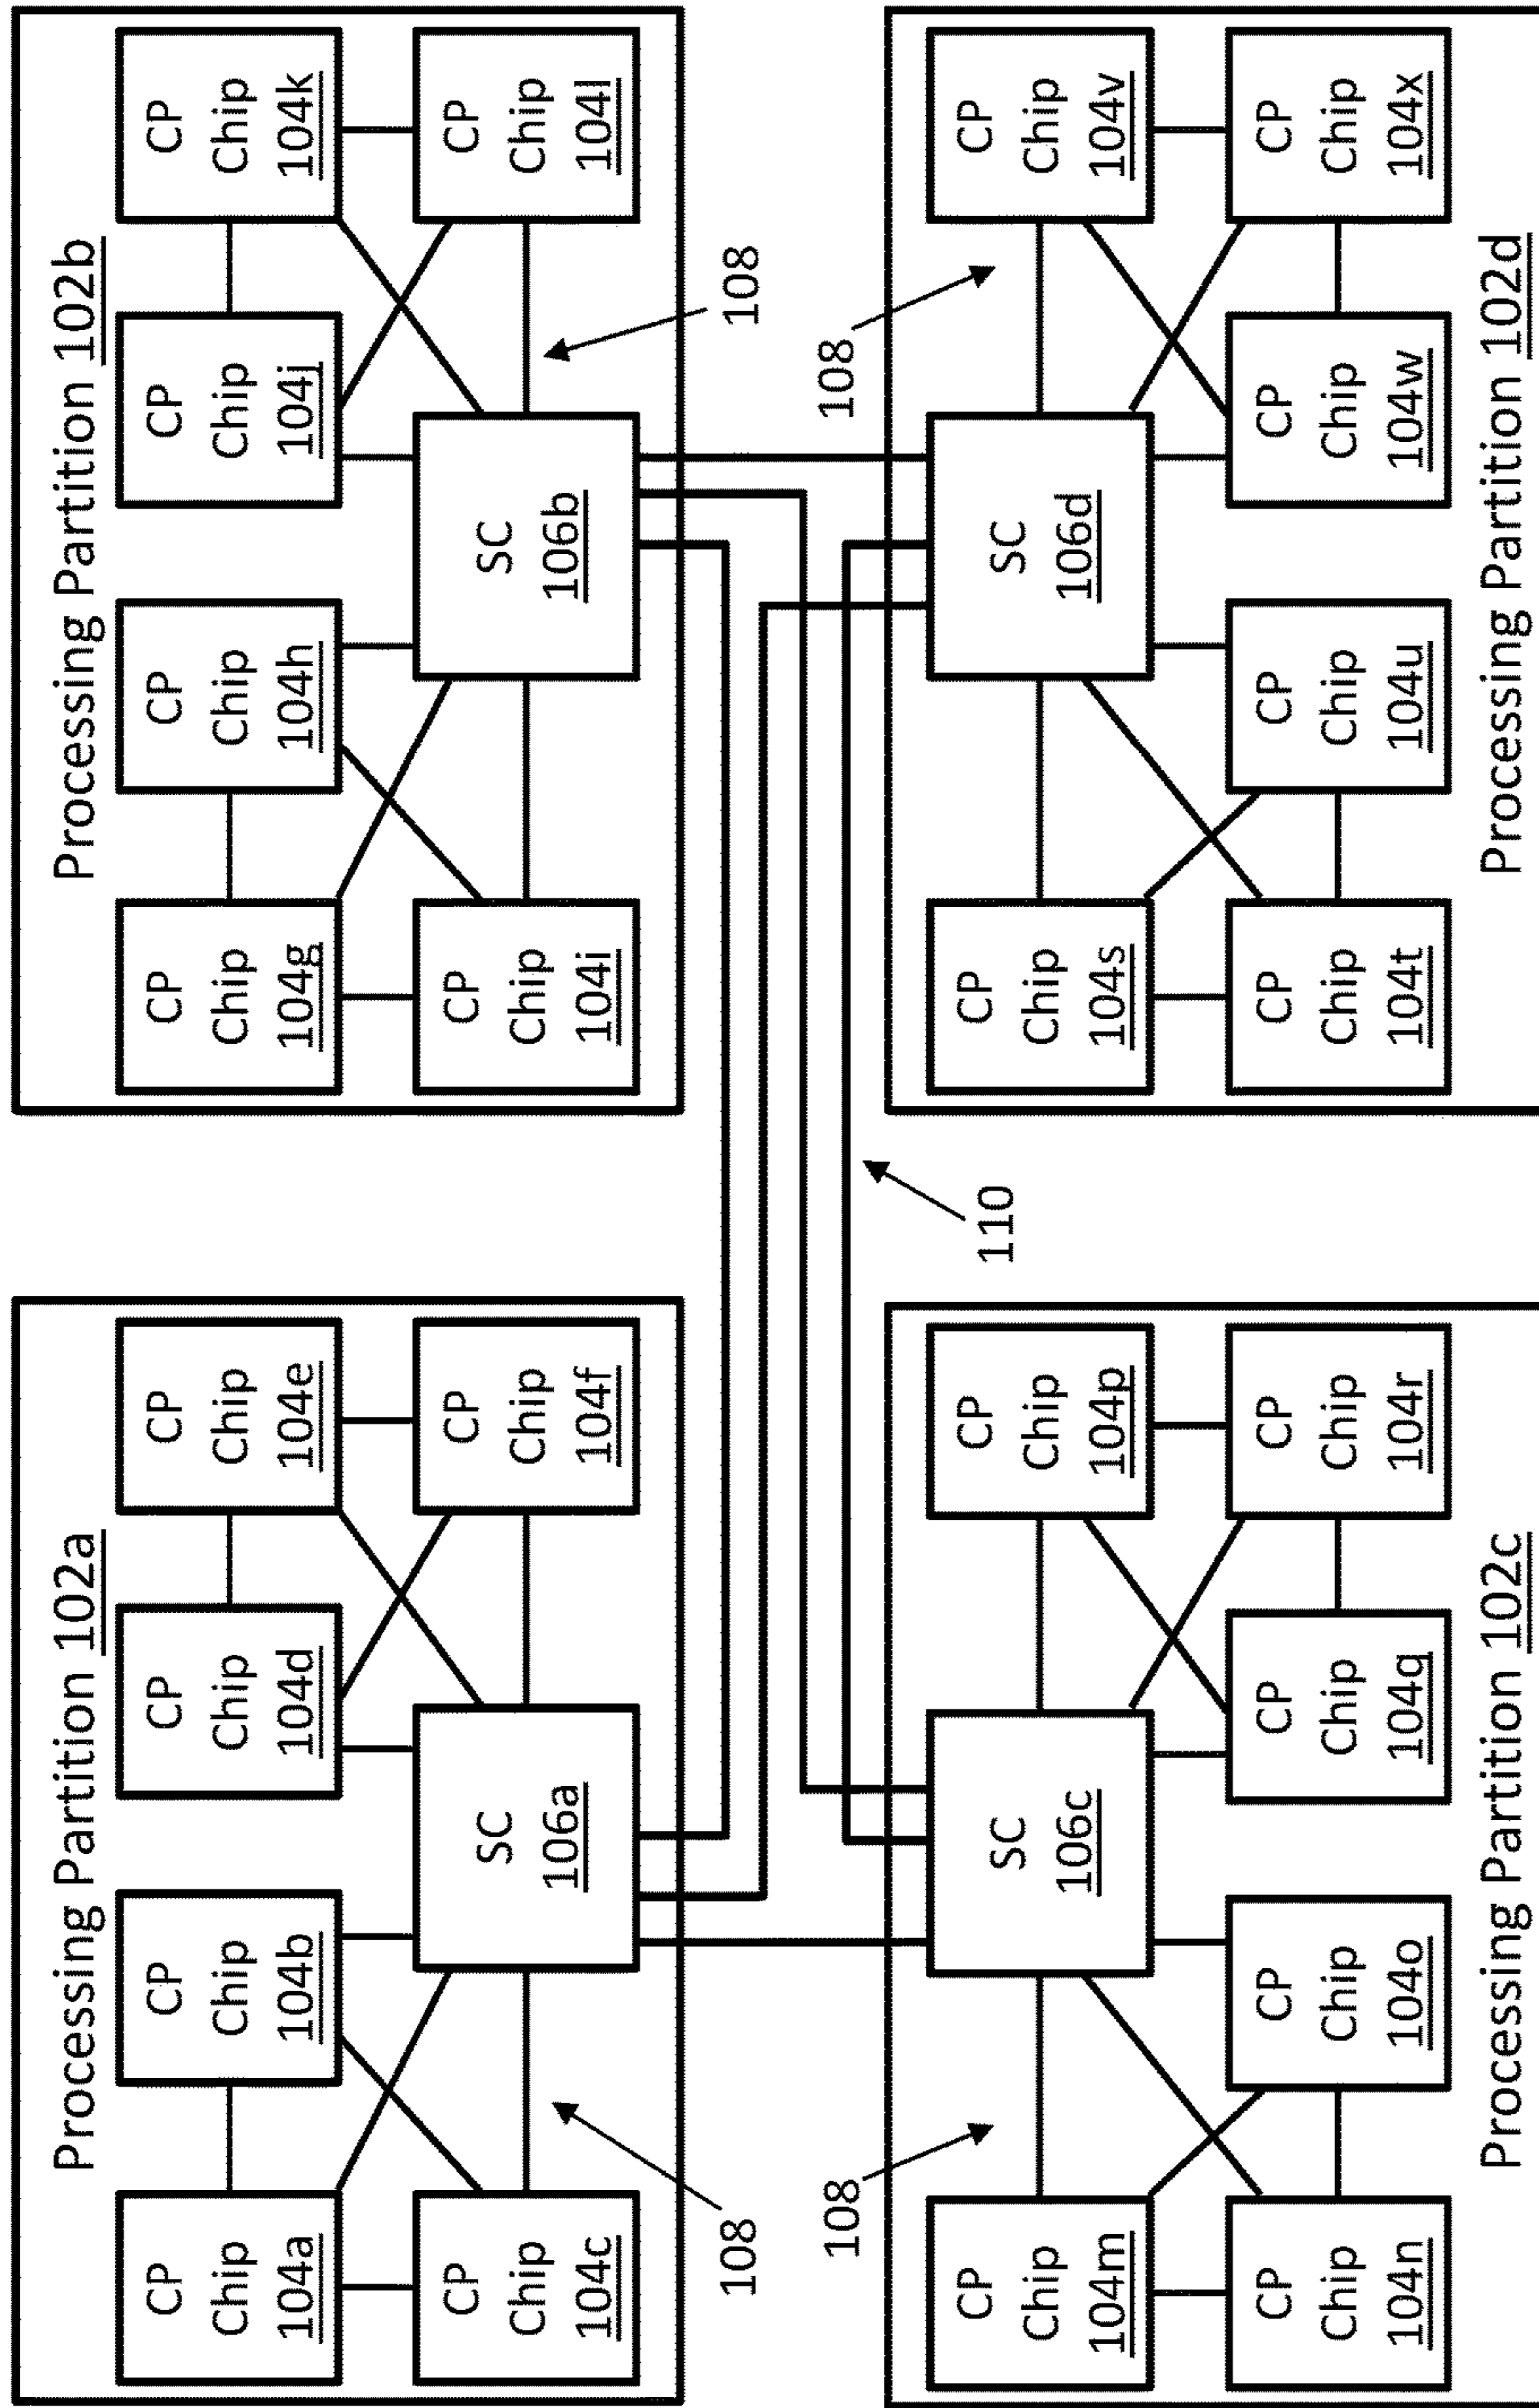 Processing Partition 102a
CP
Chip
104a
CP
Chip
104b
CP
Chip
104d
CP
Chip
104e
CP
Chip
104c
SC
106a
CP
Chip
104f
108
Processing Partition 102b
CP
Chip
104g
CP
Chip
104h
CP
Chip
104j
CP
Chip
104k
CP
Chip
104i
SC
106b
CP
Chip
104l
108
110
108
CP
Chip
104m
SC
106c
CP
Chip
104p
CP
Chip
104n
CP
Chip
104o
CP
Chip
104q
CP
Chip
104r
Processing Partition 102c
108
CP
Chip
104s
SC
106d
CP
Chip
104v
CP
Chip
104t
CP
Chip
104u
CP
Chip
104w
CP
Chip
104x
Processing Partition 102d